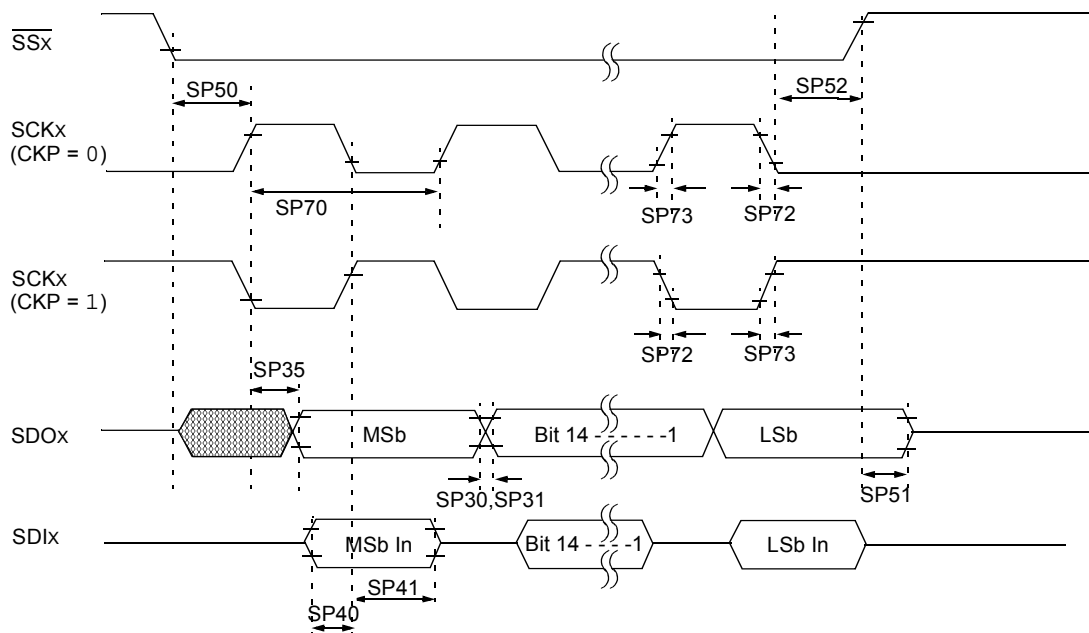 SSx
SP50
SP52
SCKx
(CKP = 0)
SP70
SP73
SP72
SCKx
(CKP = 1)
SP72
SP73
SP35
SDOx
MSb
Bit 14 - - - - - -1
LSb
SP30,SP31
SP51
SDIx
MSb In
Bit 14 - - - -1
LSb In
SP41
SP40